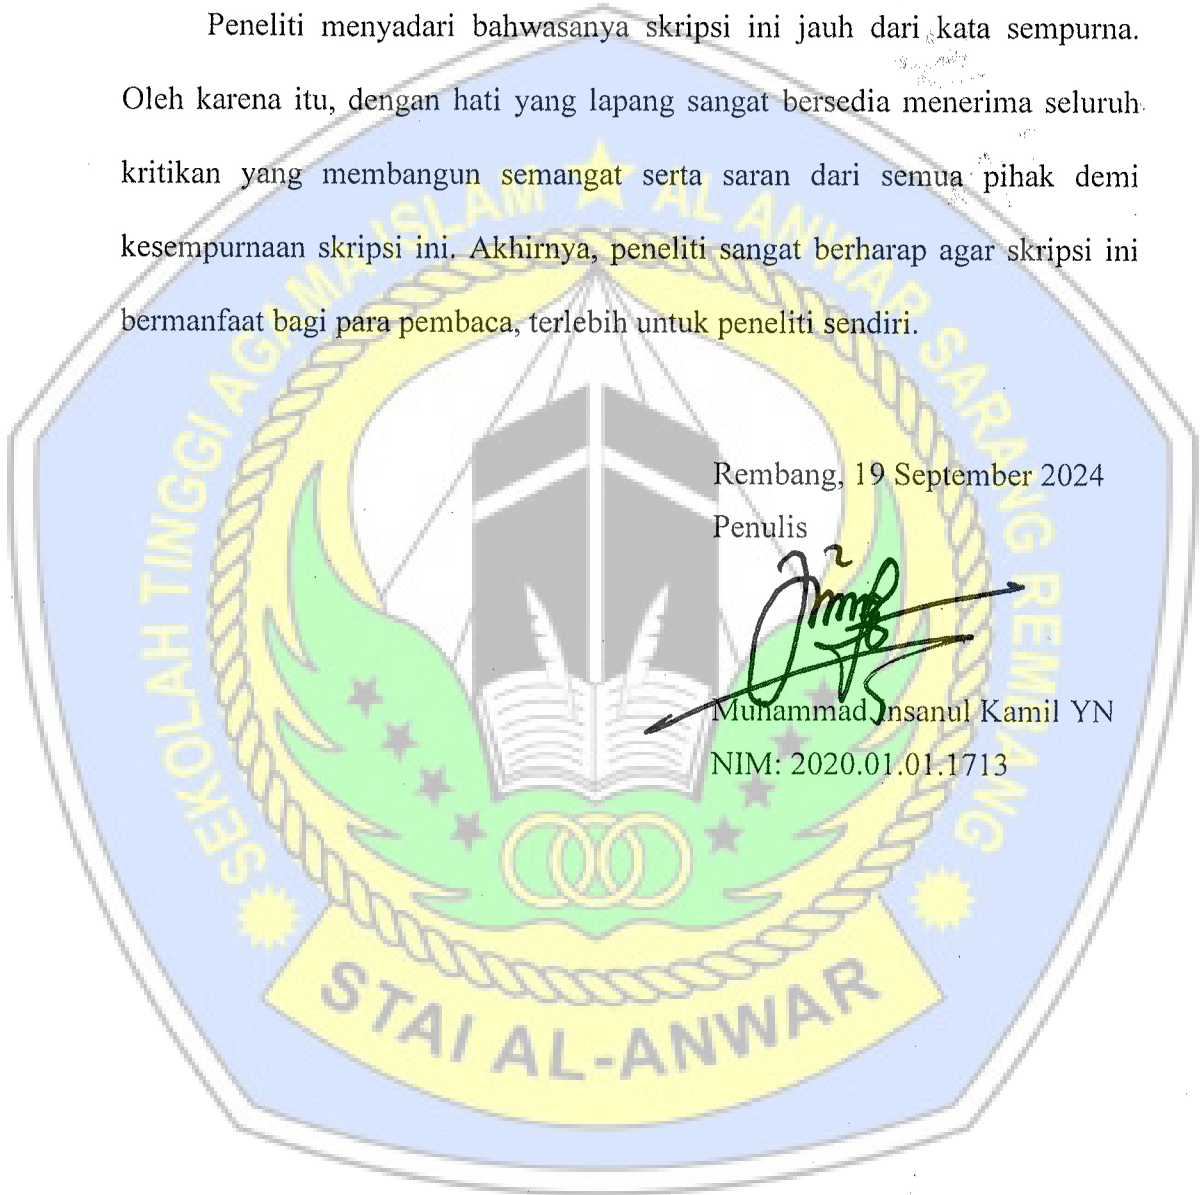 Peneliti menyadari bahwasanya skripsi ini jauh dari kata sempurna.
Oleh karena itu, dengan hati yang lapang sangat bersedia menerima seluruh
kritikan yang membangun semangat serta saran dari semua pihak demi
kesempurnaan skripsi ini. Akhirnya, peneliti sangat berharap agar skripsi ini
bermanfaat bagi para pembaca, terlebih untuk peneliti sendiri.
Rembang, 19 September 2024
Penulis
Muhammad Insanul Kamil YN
NIM: 2020.01.01.1713
SEKOLAH TINGGI AGAMA ISLAM ★ AL ANWAR SARANG REMBANG
STAI AL-ANWAR